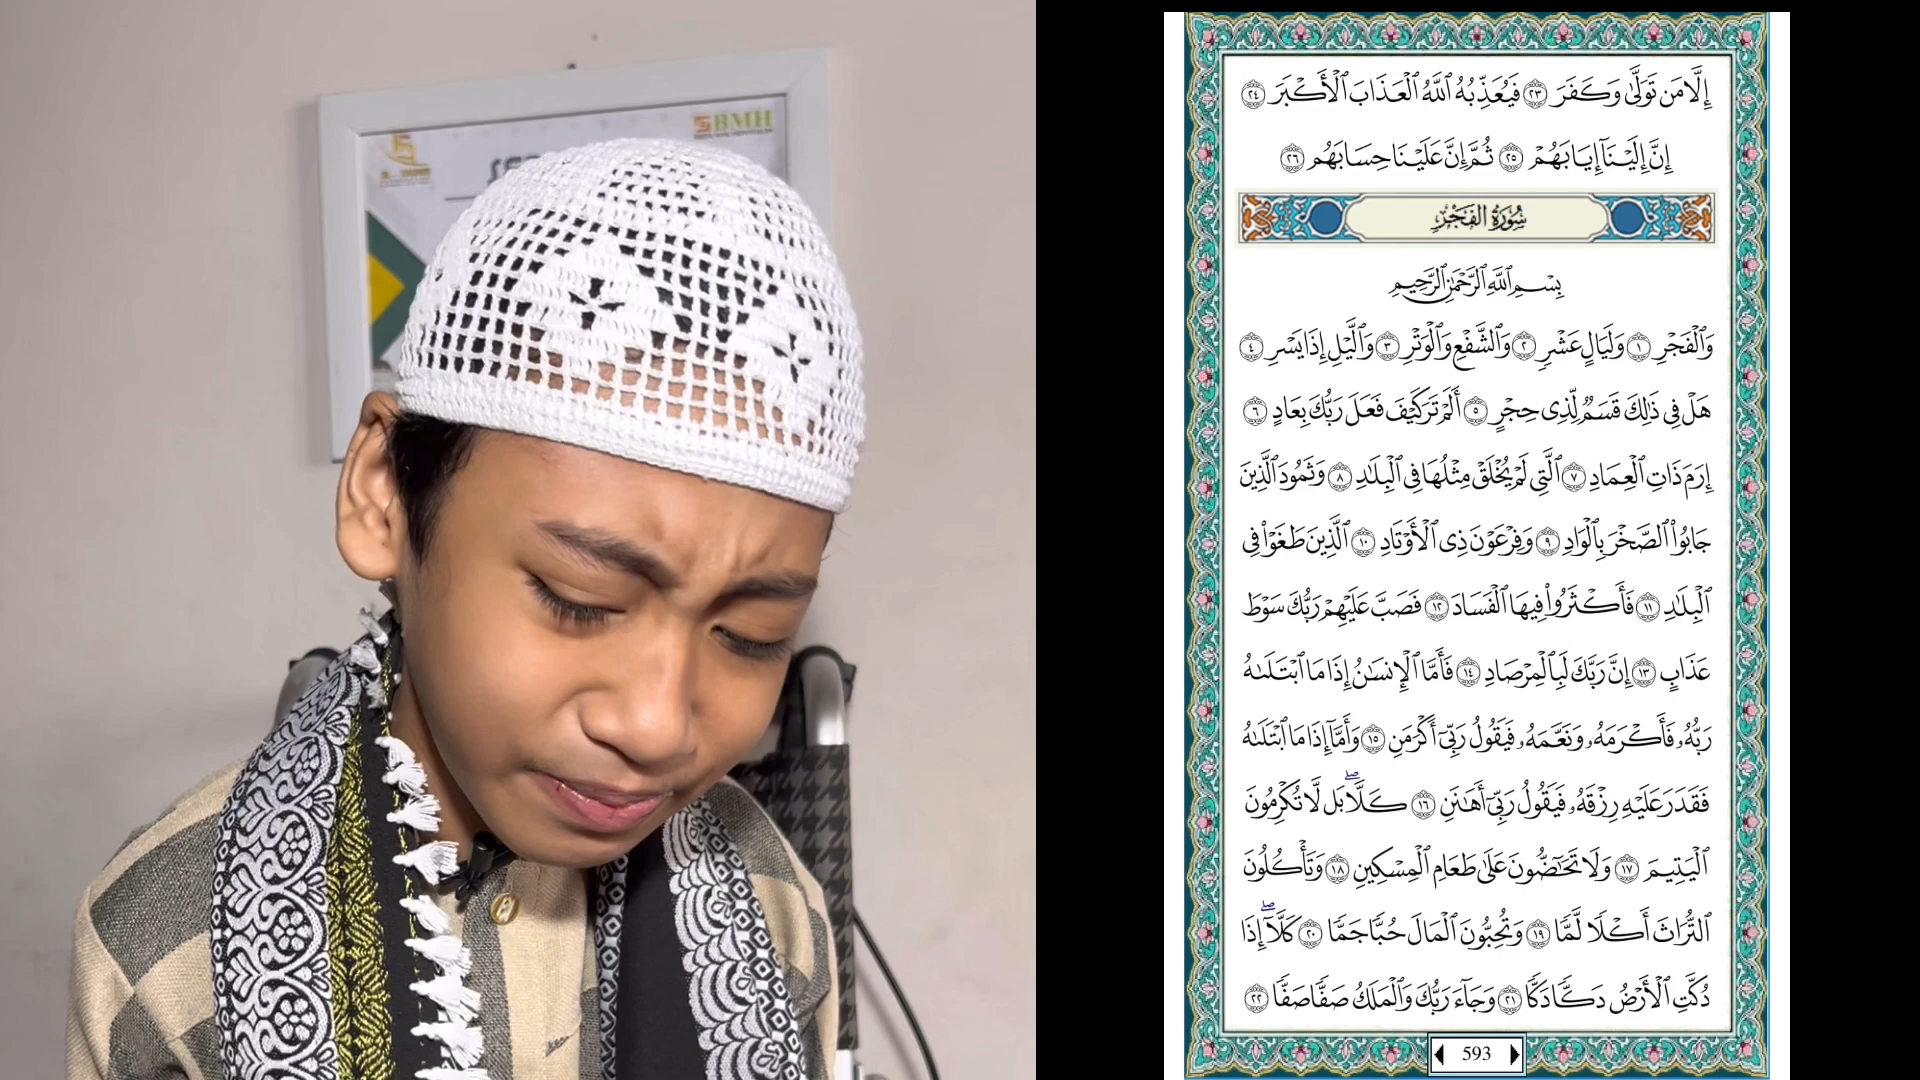 BMH
إِلَّا مَن تَوَلَّىٰ وَكَفَرَ ٢٣ فَيُعَذِّبُهُ ٱللَّهُ ٱلْعَذَابَ ٱلْأَكْبَرَ ٢٤
إِنَّ إِلَيْنَآ إِيَابَهُمْ ٢٥ ثُمَّ إِنَّ عَلَيْنَا حِسَابَهُم ٢٦
سُورَةُ الفَجْرِ
بِسْمِ ٱللَّهِ ٱلرَّحْمَٰنِ ٱلرَّحِيمِ
وَٱلْفَجْرِ ١ وَلَيَالٍ عَشْرٍ ٢ وَٱلشَّفْعِ وَٱلْوَتْرِ ٣ وَٱلَّيْلِ إِذَا يَسْرِ ٤
هَلْ فِى ذَٰلِكَ قَسَمٌ لِّذِى حِجْرٍ ٥ أَلَمْ تَرَ كَيْفَ فَعَلَ رَبُّكَ بِعَادٍ ٦
إِرَمَ ذَاتِ ٱلْعِمَادِ ٧ ٱلَّتِى لَمْ يُخْلَقْ مِثْلُهَا فِى ٱلْبِلَٰدِ ٨ وَثَمُودَ ٱلَّذِينَ
جَابُوا۟ ٱلصَّخْرَ بِٱلْوَادِ ٩ وَفِرْعَوْنَ ذِى ٱلْأَوْتَادِ ١٠ ٱلَّذِينَ طَغَوْا۟ فِى
ٱلْبِلَٰدِ ١١ فَأَكْثَرُوا۟ فِيهَا ٱلْفَسَادَ ١٢ فَصَبَّ عَلَيْهِمْ رَبُّكَ سَوْطَ
عَذَابٍ ١٣ إِنَّ رَبَّكَ لَبِٱلْمِرْصَادِ ١٤ فَأَمَّا ٱلْإِنسَٰنُ إِذَا مَا ٱبْتَلَىٰهُ
رَبُّهُۥ فَأَكْرَمَهُۥ وَنَعَّمَهُۥ فَيَقُولُ رَبِّىٓ أَكْرَمَنِ ١٥ وَأَمَّآ إِذَا مَا ٱبْتَلَىٰهُ
فَقَدَرَ عَلَيْهِ رِزْقَهُۥ فَيَقُولُ رَبِّىٓ أَهَٰنَنِ ١٦ كَلَّا ۖ بَل لَّا تُكْرِمُونَ
ٱلْيَتِيمَ ١٧ وَلَا تَحَٰٓضُّونَ عَلَىٰ طَعَامِ ٱلْمِسْكِينِ ١٨ وَتَأْكُلُونَ
ٱلتُّرَاثَ أَكْلًا لَّمًّا ١٩ وَتُحِبُّونَ ٱلْمَالَ حُبًّا جَمًّا ٢٠ كَلَّآ ۖ إِذَا
دُكَّتِ ٱلْأَرْضُ دَكًّا دَكًّا ٢١ وَجَآءَ رَبُّكَ وَٱلْمَلَكُ صَفًّا صَفًّا ٢٢
593